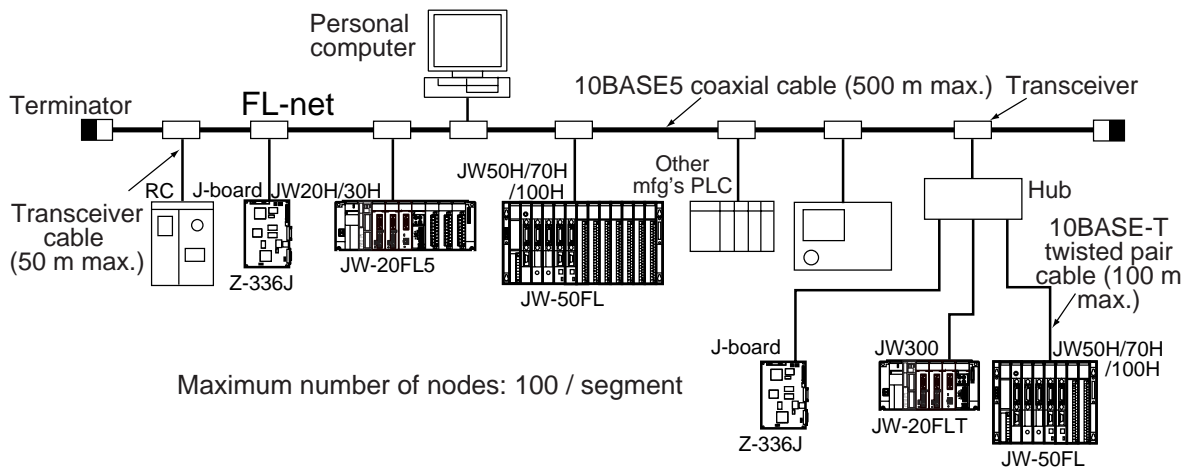 Personal
computer
10BASE5 coaxial cable (500 m max.)
Transceiver
Terminator
FL-net
RC
J-board
JW20H/30H
JW50H/70H
/100H
Other
mfg's PLC
Hub
Transceiver
cable
(50 m max.)
Z-336J
JW-20FL5
JW-50FL
10BASE-T
twisted pair
cable (100 m
max.)
J-board
JW300
JW50H/70H
/100H
Maximum number of nodes: 100 / segment
Z-336J
JW-20FLT
JW-50FL